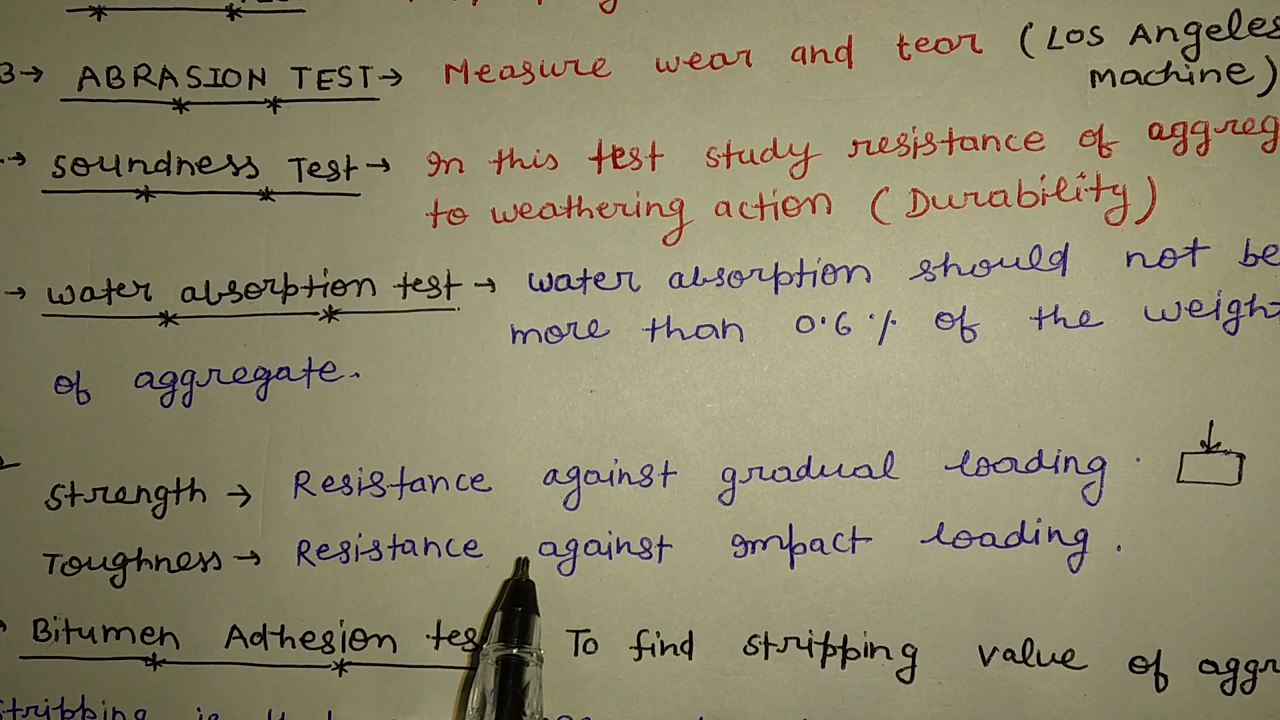 3→ ABRASION TEST→ Measure wear and tear (Los Angeles
machine)
→ Soundness Test→ In this test study resistance of aggreg
to weathering action (Durability)
→ water absorption test → water absorption should not be
more than 0.6% of the weigh
of aggregate.
Strength → Resistance against gradual loading.
Toughness → Resistance against impact loading.
Bitumen Adhesion tes To find stripping value of aggr
stripping is